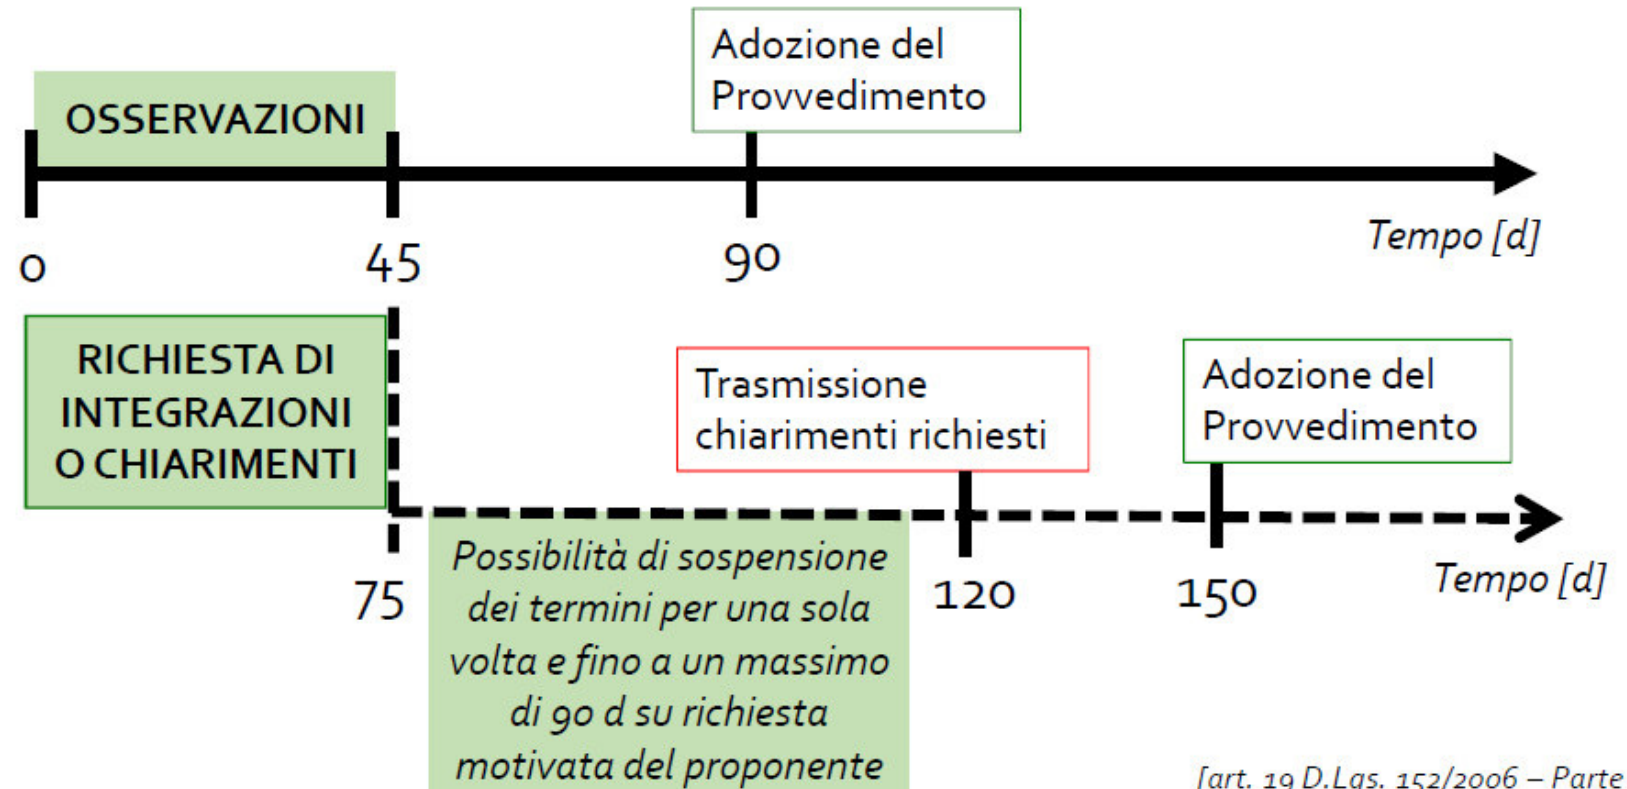 OSSERVAZIONI
Adozione del
Provvedimento
0
45
90
Tempo [d]
RICHIESTA DI
INTEGRAZIONI
O CHIARIMENTI
Trasmissione
chiarimenti richiesti
Adozione del
Provvedimento
75
Possibilità di sospensione
dei termini per una sola
volta e fino a un massimo
di 90 d su richiesta
motivata del proponente
120
150
Tempo [d]
[art. 19 D.Lgs. 152/2006 – Parte